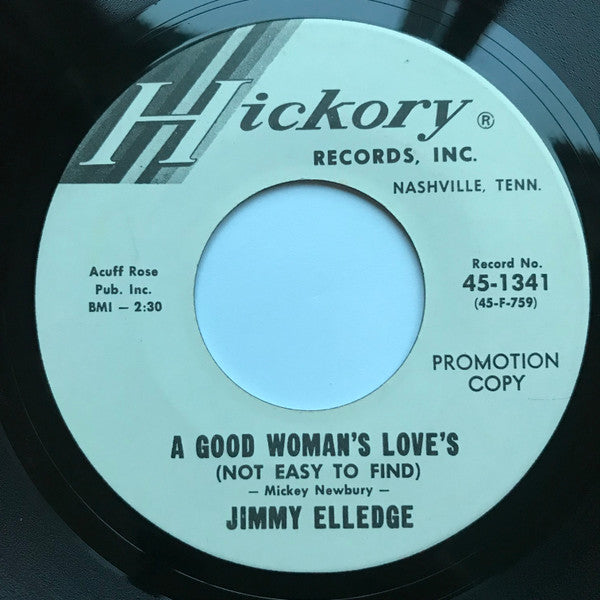 Hickory ®
RECORDS, INC.
NASHVILLE, TENN.
Acuff Rose
Pub. Inc.
BMI — 2:30
Record No.
45-1341
(45-F-759)
PROMOTION
COPY
A GOOD WOMAN'S LOVE'S
(NOT EASY TO FIND)
— Mickey Newbury —
JIMMY ELLEDGE